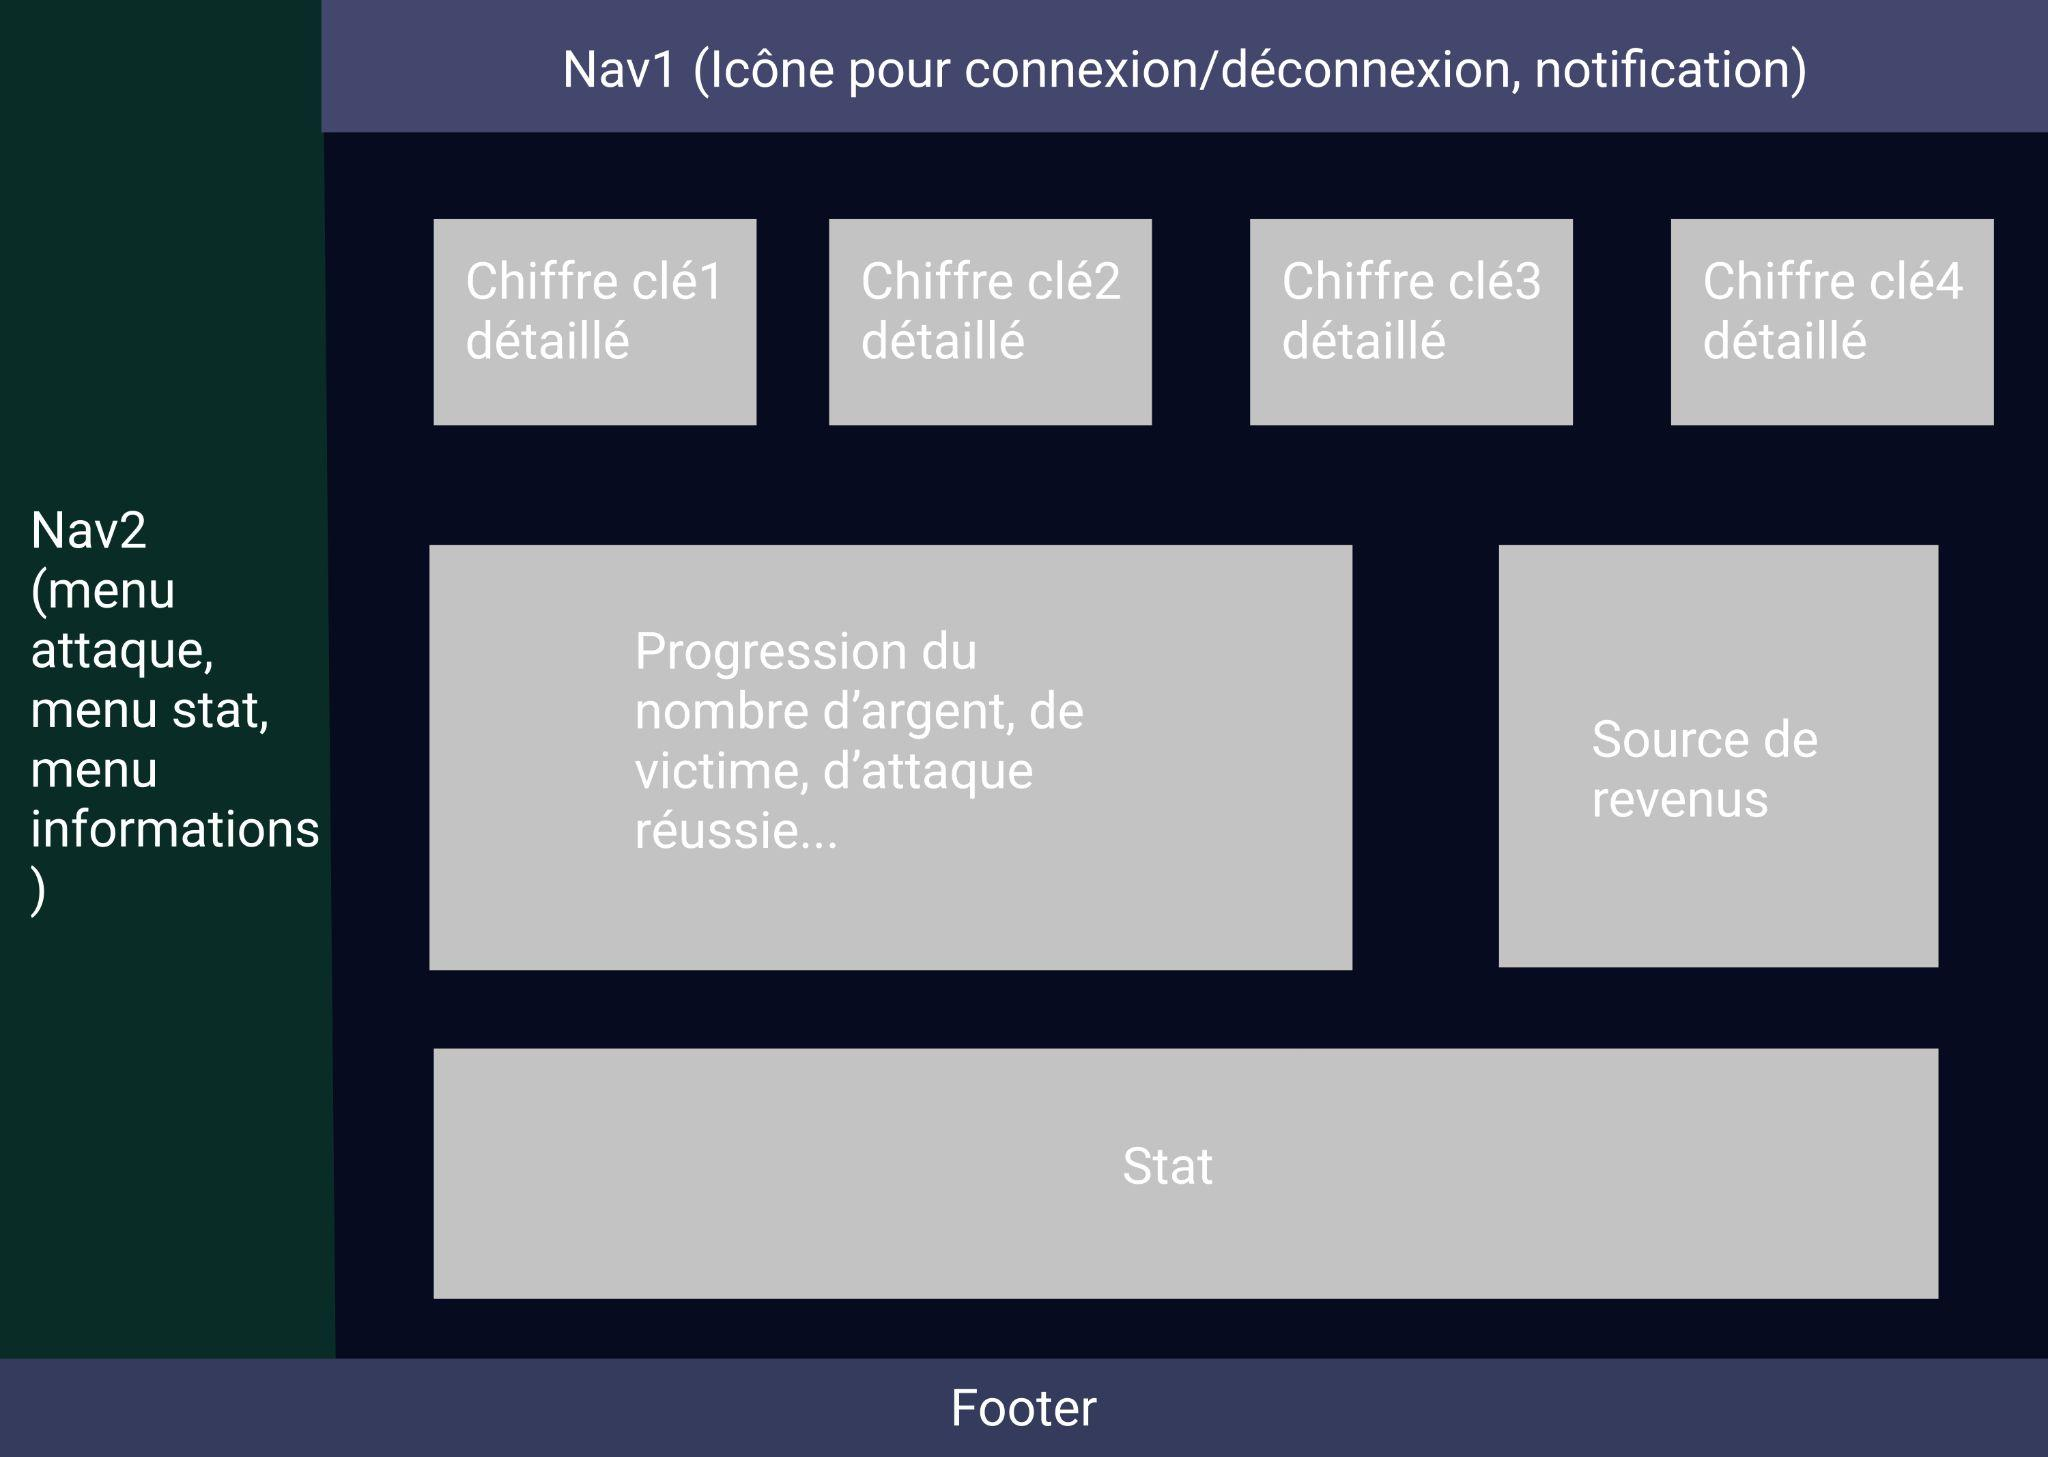 Nav1 (Icône pour connexion/déconnexion, notification)
Chiffre clé1
détaillé
Chiffre clé2
détaillé
Chiffre clé3
détaillé
Chiffre clé4
détaillé
Nav2
(menu
attaque,
menu stat,
menu
informations
)
Progression du
nombre d’argent, de
victime, d’attaque
réussie...
Source de
revenus
Stat
Footer